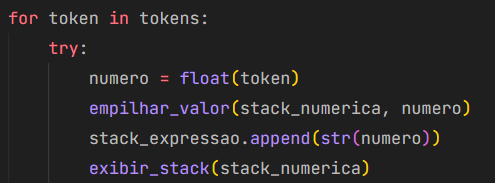 for token in tokens:
    try:
        numero = float(token)
        empilhar_valor(stack_numerica, numero)
        stack_expressao.append(str(numero))
        exibir_stack(stack_numerica)